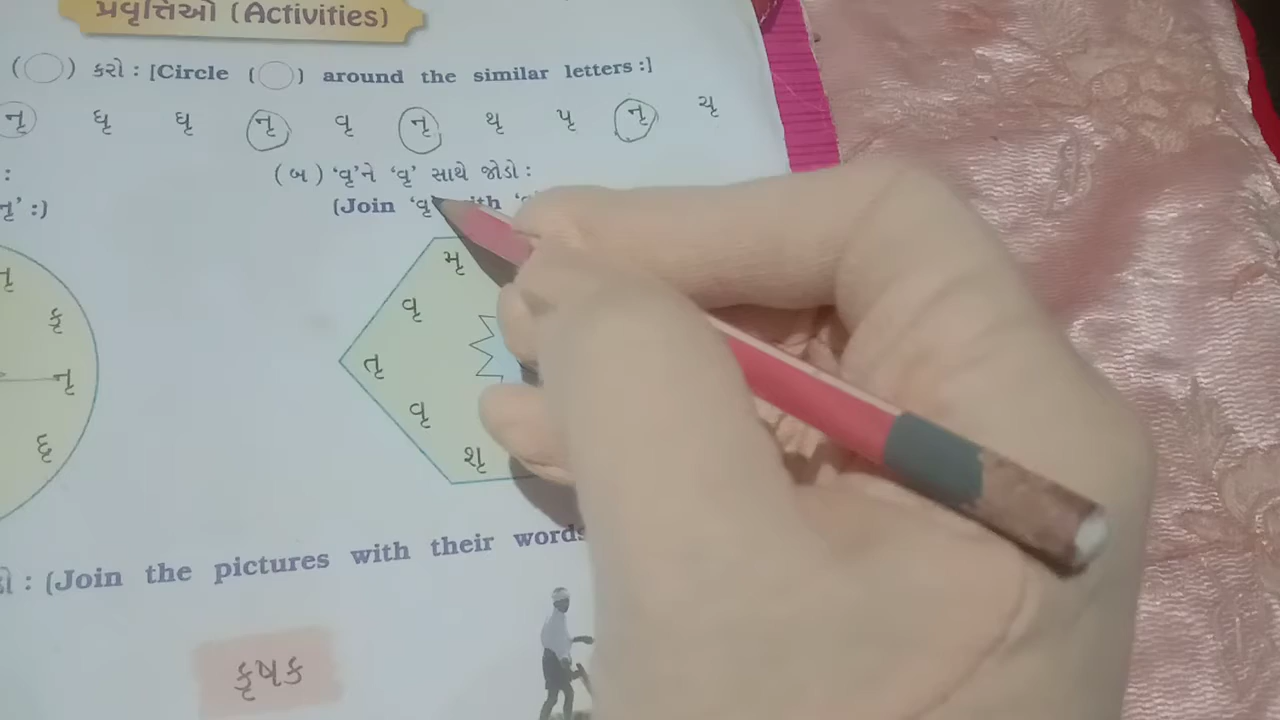 પ્રવૃત્તિઓ (Activities)
( ) કરો : [Circle ( ) around the similar letters :]
નૃ ધૃ ધૃ નૃ વૃ નૃ થૃ પૃ નૃ ચૃ
:
(બ) ‘વૃ’ને ‘વૃ’ સાથે જોડો :
નૃ’ :)
(Join ‘વૃ’
મૃ
વૃ
તૃ
વૃ
શૃ
કૃ
નૃ
દૃ
: (Join the pictures with their words
કૃષક